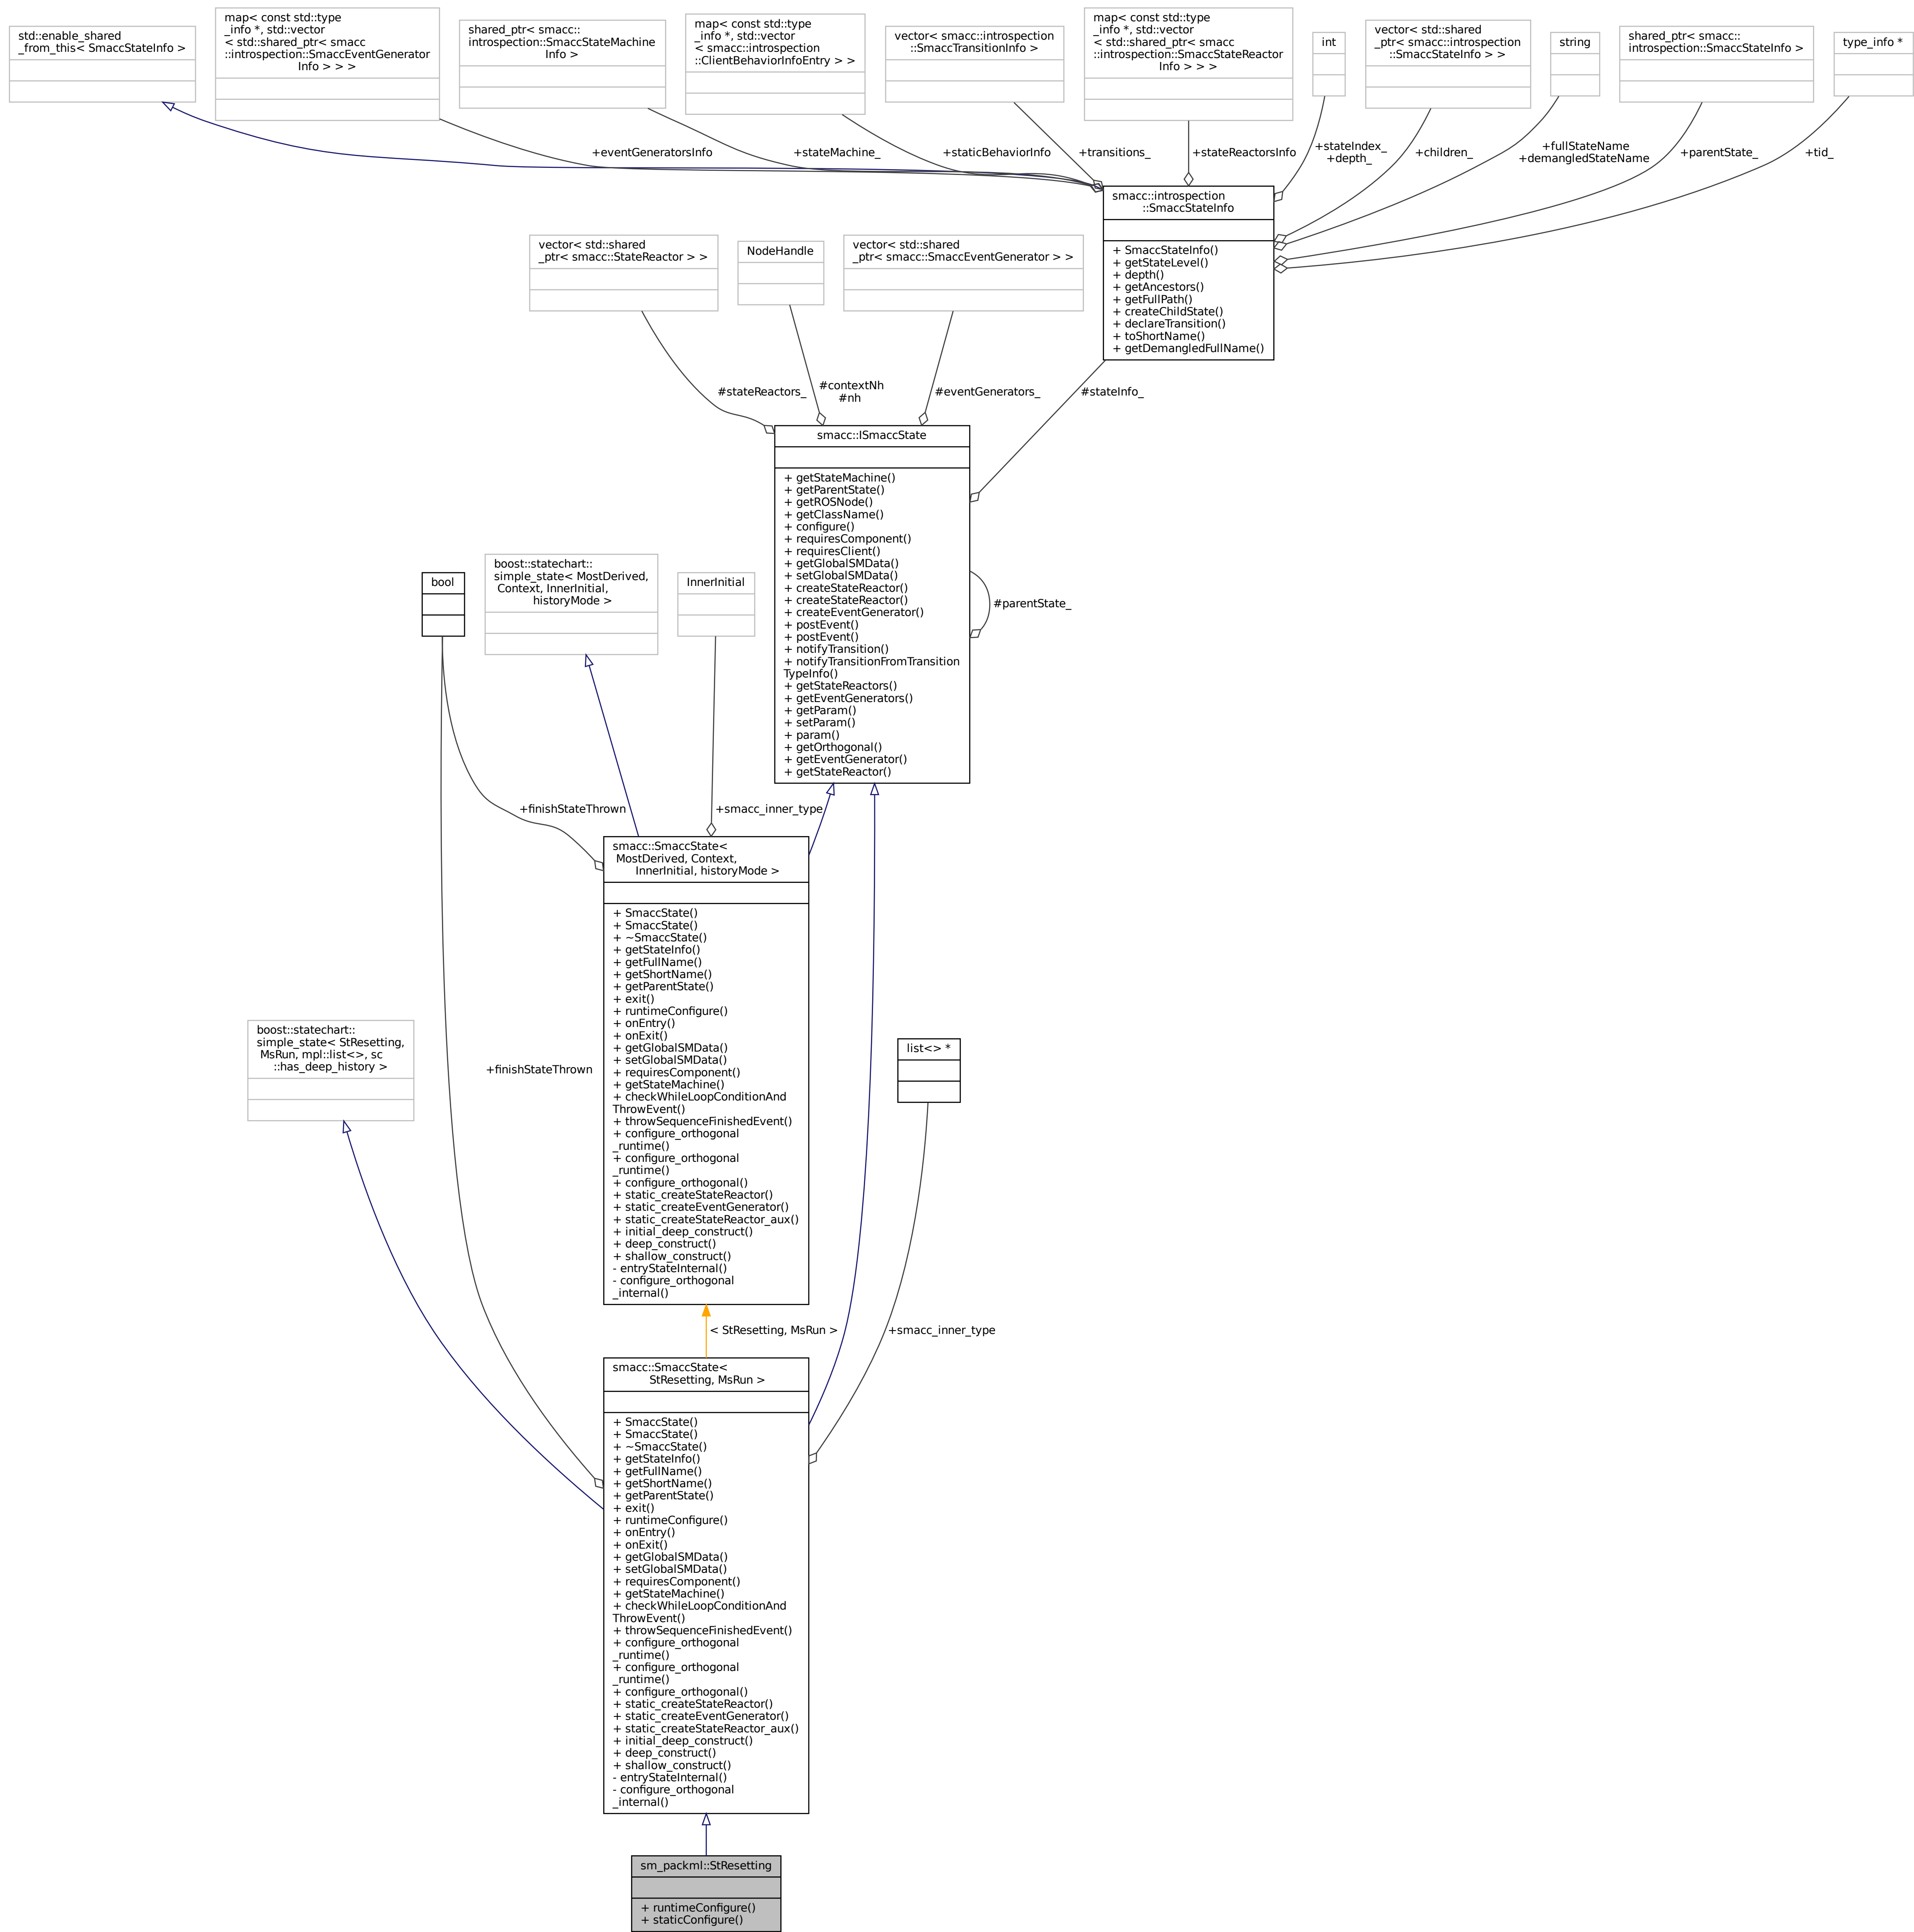 std::enable_shared
_from_this< SmaccStateInfo >
map< const std::type
_info *, std::vector
< std::shared_ptr< smacc
::introspection::SmaccEventGenerator
Info > > >
shared_ptr< smacc::
introspection::SmaccStateMachine
Info >
map< const std::type
_info *, std::vector
< smacc::introspection
::ClientBehaviorInfoEntry > >
vector< smacc::introspection
::SmaccTransitionInfo >
map< const std::type
_info *, std::vector
< std::shared_ptr< smacc
::introspection::SmaccStateReactor
Info > > >
int
vector< std::shared
_ptr< smacc::introspection
::SmaccStateInfo > >
string
shared_ptr< smacc::
introspection::SmaccStateInfo >
type_info *
+eventGeneratorsInfo
+stateMachine_
+staticBehaviorInfo
+transitions_
+stateReactorsInfo
+stateIndex_
+depth_
+children_
+fullStateName
+demangledStateName
+parentState_
+tid_
smacc::introspection
::SmaccStateInfo
+ SmaccStateInfo()
+ getStateLevel()
+ depth()
+ getAncestors()
+ getFullPath()
+ createChildState()
+ declareTransition()
+ toShortName()
+ getDemangledFullName()
vector< std::shared
_ptr< smacc::StateReactor > >
NodeHandle
vector< std::shared
_ptr< smacc::SmaccEventGenerator > >
#stateReactors_
#contextNh
#nh
#eventGenerators_
#stateInfo_
smacc::ISmaccState
+ getStateMachine()
+ getParentState()
+ getROSNode()
+ getClassName()
+ configure()
+ requiresComponent()
+ requiresClient()
+ getGlobalSMData()
+ setGlobalSMData()
+ createStateReactor()
+ createStateReactor()
+ createEventGenerator()
+ postEvent()
+ postEvent()
+ notifyTransition()
+ notifyTransitionFromTransition
TypeInfo()
+ getStateReactors()
+ getEventGenerators()
+ getParam()
+ setParam()
+ param()
+ getOrthogonal()
+ getEventGenerator()
+ getStateReactor()
#parentState_
bool
boost::statechart::
simple_state< MostDerived,
Context, InnerInitial,
historyMode >
InnerInitial
+finishStateThrown
+smacc_inner_type
smacc::SmaccState<
MostDerived, Context,
InnerInitial, historyMode >
+ SmaccState()
+ SmaccState()
+ ~SmaccState()
+ getStateInfo()
+ getFullName()
+ getShortName()
+ getParentState()
+ exit()
+ runtimeConfigure()
+ onEntry()
+ onExit()
+ getGlobalSMData()
+ setGlobalSMData()
+ requiresComponent()
+ getStateMachine()
+ checkWhileLoopConditionAnd
ThrowEvent()
+ throwSequenceFinishedEvent()
+ configure_orthogonal
_runtime()
+ configure_orthogonal
_runtime()
+ configure_orthogonal()
+ static_createStateReactor()
+ static_createEventGenerator()
+ static_createStateReactor_aux()
+ initial_deep_construct()
+ deep_construct()
+ shallow_construct()
- entryStateInternal()
- configure_orthogonal
_internal()
boost::statechart::
simple_state< StResetting,
MsRun, mpl::list<>, sc
::has_deep_history >
+finishStateThrown
list<> *
< StResetting, MsRun >
+smacc_inner_type
smacc::SmaccState<
StResetting, MsRun >
+ SmaccState()
+ SmaccState()
+ ~SmaccState()
+ getStateInfo()
+ getFullName()
+ getShortName()
+ getParentState()
+ exit()
+ runtimeConfigure()
+ onEntry()
+ onExit()
+ getGlobalSMData()
+ setGlobalSMData()
+ requiresComponent()
+ getStateMachine()
+ checkWhileLoopConditionAnd
ThrowEvent()
+ throwSequenceFinishedEvent()
+ configure_orthogonal
_runtime()
+ configure_orthogonal
_runtime()
+ configure_orthogonal()
+ static_createStateReactor()
+ static_createEventGenerator()
+ static_createStateReactor_aux()
+ initial_deep_construct()
+ deep_construct()
+ shallow_construct()
- entryStateInternal()
- configure_orthogonal
_internal()
sm_packml::StResetting
+ runtimeConfigure()
+ staticConfigure()